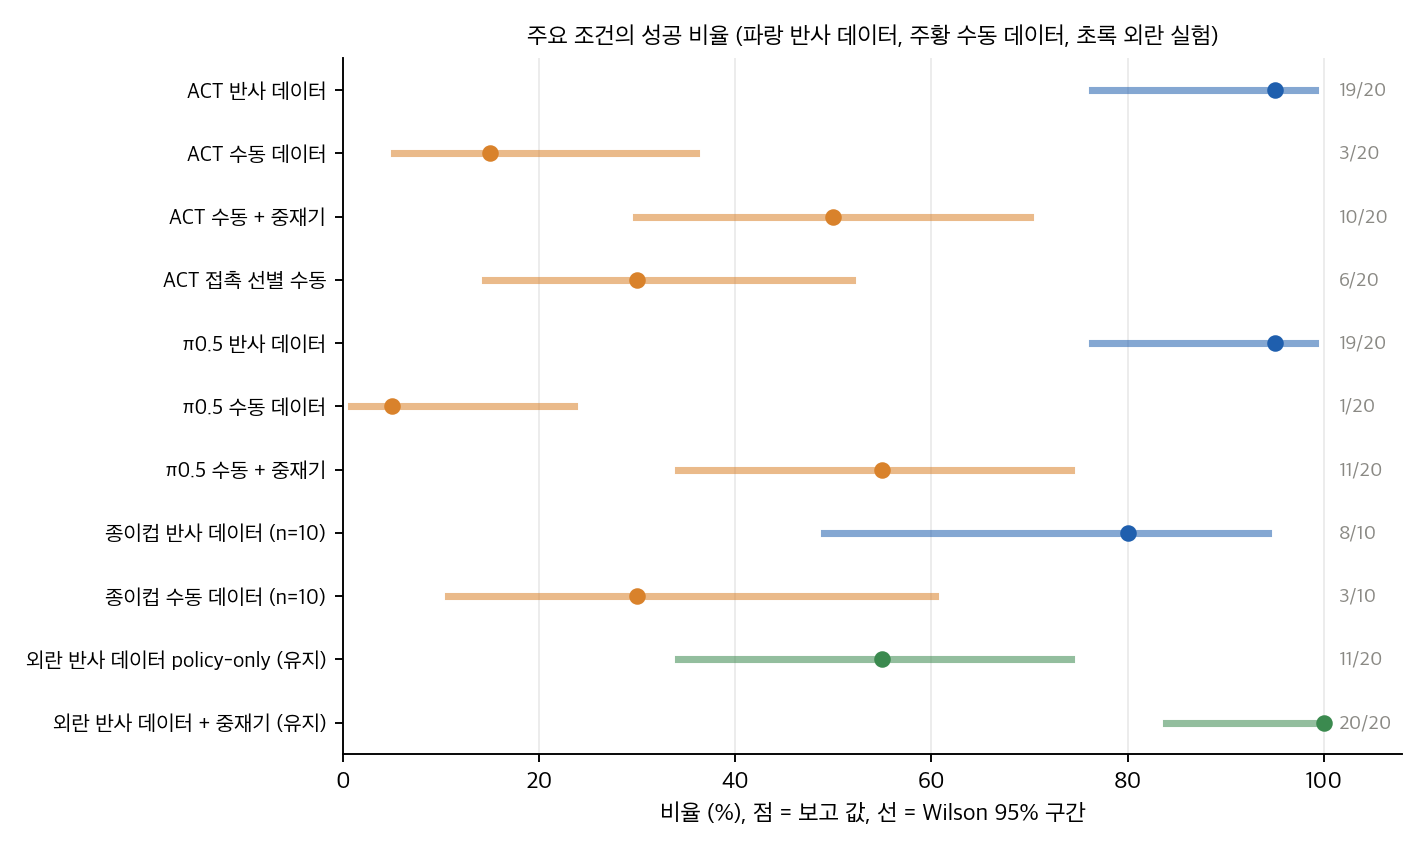 주요 조건의 성공 비율 (파랑 반사 데이터, 주황 수동 데이터, 초록 외란 실험)
ACT 반사 데이터 19/20
ACT 수동 데이터 3/20
ACT 수동 + 중재기 10/20
ACT 접촉 선별 수동 6/20
π0.5 반사 데이터 19/20
π0.5 수동 데이터 1/20
π0.5 수동 + 중재기 11/20
종이컵 반사 데이터 (n=10) 8/10
종이컵 수동 데이터 (n=10) 3/10
외란 반사 데이터 policy-only (유지) 11/20
외란 반사 데이터 + 중재기 (유지) 20/20
0 20 40 60 80 100
비율 (%), 점 = 보고 값, 선 = Wilson 95% 구간